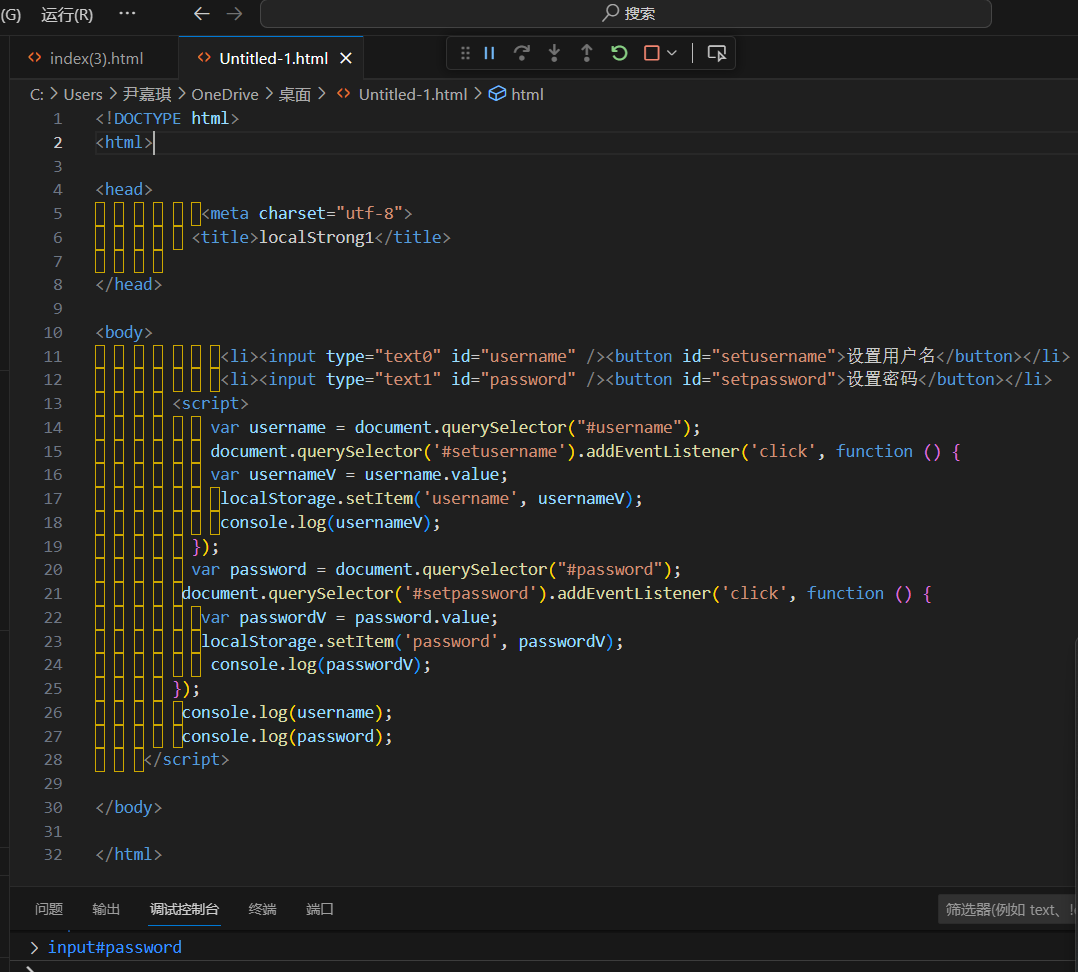 (G) 运行(R) ··· 搜索
index(3).html Untitled-1.html
C: > Users > 尹嘉琪 > OneDrive > 桌面 > Untitled-1.html > html
1 <!DOCTYPE html>
2 <html>
3
4 <head>
5 <meta charset="utf-8">
6 <title>localStrong1</title>
7
8 </head>
9
10 <body>
11 <li><input type="text0" id="username" /><button id="setusername">设置用户名</button></li>
12 <li><input type="text1" id="password" /><button id="setpassword">设置密码</button></li>
13 <script>
14 var username = document.querySelector("#username");
15 document.querySelector('#setusername').addEventListener('click', function () {
16 var usernameV = username.value;
17 localStorage.setItem('username', usernameV);
18 console.log(usernameV);
19 });
20 var password = document.querySelector("#password");
21 document.querySelector('#setpassword').addEventListener('click', function () {
22 var passwordV = password.value;
23 localStorage.setItem('password', passwordV);
24 console.log(passwordV);
25 });
26 console.log(username);
27 console.log(password);
28 </script>
29
30 </body>
31
32 </html>
问题 输出 调试控制台 终端 端口 筛选器(例如 text、
> input#password